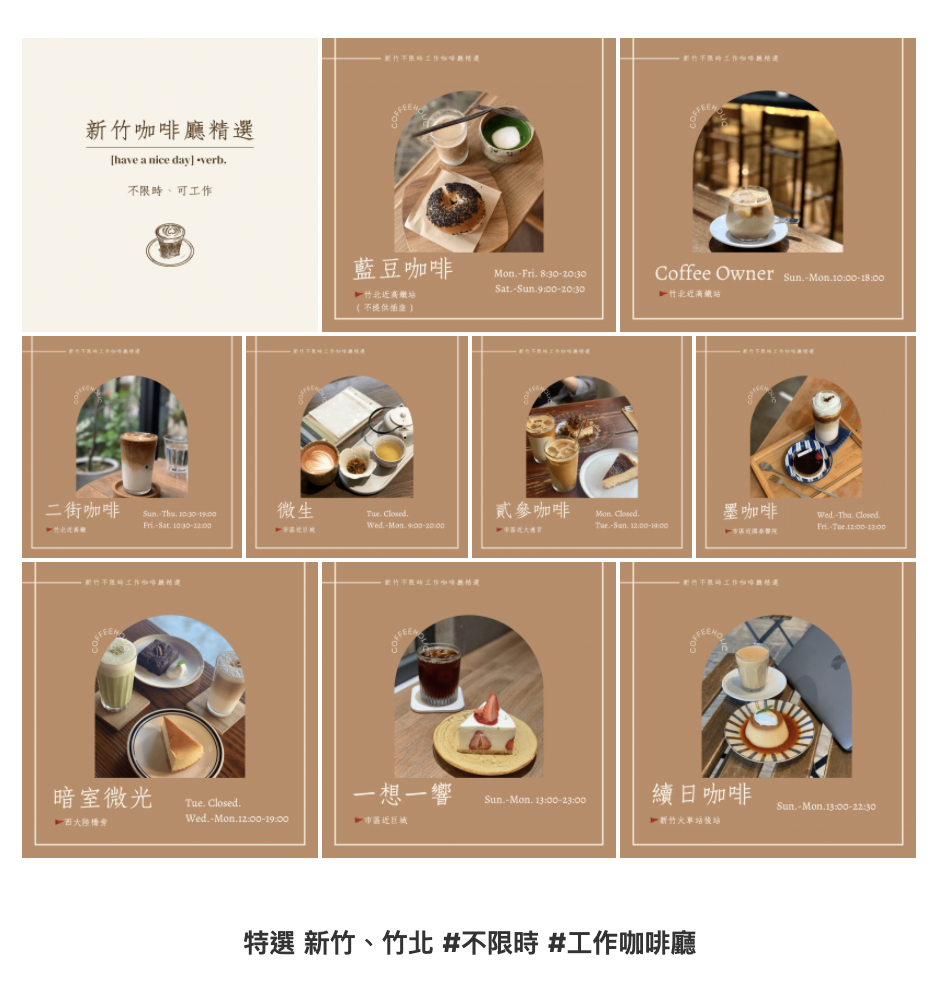 新竹咖啡廳精選
[have a nice day] •verb.
不限時、可工作
新竹不限時工作咖啡廳精選
COFFEEHOLIC
藍豆咖啡
Mon.-Fri. 8:30-20:30
Sat.-Sun.9:00-20:30
竹北近高鐵站
(不提供插座)
新竹不限時工作咖啡廳精選
COFFEEHOLIC
Coffee Owner
Sun.-Mon.10:00-18:00
竹北近高鐵站
新竹不限時工作咖啡廳精選
COFFEEHOLIC
二街咖啡
Sun.-Thu. 10:30-19:00
Fri.-Sat. 10:30-22:00
竹北近高鐵
新竹不限時工作咖啡廳精選
COFFEEHOLIC
微生
Tue. Closed.
Wed.-Mon. 9:00-20:00
市區近巨城
新竹不限時工作咖啡廳精選
COFFEEHOLIC
貳參咖啡
Mon. Closed.
Tue.-Sun. 12:00-19:00
市區近大遠百
新竹不限時工作咖啡廳精選
COFFEEHOLIC
墨咖啡
Wed.-Thu. Closed.
Fri.-Tue.12:00-22:00
新竹不限時工作咖啡廳精選
COFFEEHOLIC
暗室微光
Tue. Closed.
Wed.-Mon.12:00-19:00
西大陸橋旁
新竹不限時工作咖啡廳精選
COFFEEHOLIC
一想一響
Sun.-Mon. 13:00-23:00
市區近巨城
新竹不限時工作咖啡廳精選
COFFEEHOLIC
續日咖啡
Sun.-Mon.13:00-22:30
新竹火車站後站
特選 新竹、竹北 #不限時 #工作咖啡廳